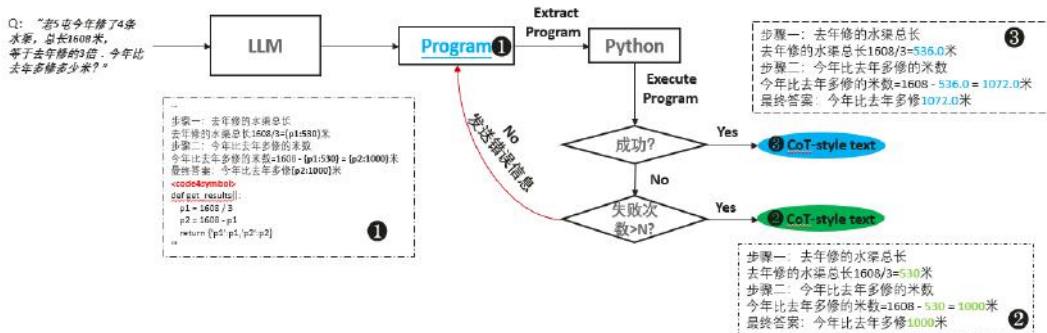 Q: “老5屯今年修了4条
水渠，总长1608米，
等于去年修的3倍．今年比
去年多修多少米？”
LLM
Program ❶
Extract
Program
Python
Execute
Program
成功?
Yes
❸ CoT-style text
No
失败次
数>N?
Yes
❷ CoT-style text
No
发送错误信息
...
步骤一：去年修的水渠总长
去年修的水渠总长1608/3={p1:530}米
步骤二：今年比去年多修的米数
今年比去年多修的米数=1608 - {p1:530} = {p2:1000}米
最终答案：今年比去年多修{p2:1000}米
<code4symbol>
def get_results():
p1 = 1608 / 3
p2 = 1608 - p1
return {'p1':p1,'p2':p2}
❶
❸
步骤一：去年修的水渠总长
去年修的水渠总长1608/3=536.0米
步骤二：今年比去年多修的米数
今年比去年多修的米数=1608 - 536.0 = 1072.0米
最终答案：今年比去年多修1072.0米
步骤一：去年修的水渠总长
去年修的水渠总长1608/3=530米
步骤二：今年比去年多修的米数
今年比去年多修的米数=1608 - 530 = 1000米
最终答案：今年比去年多修1000米
❷